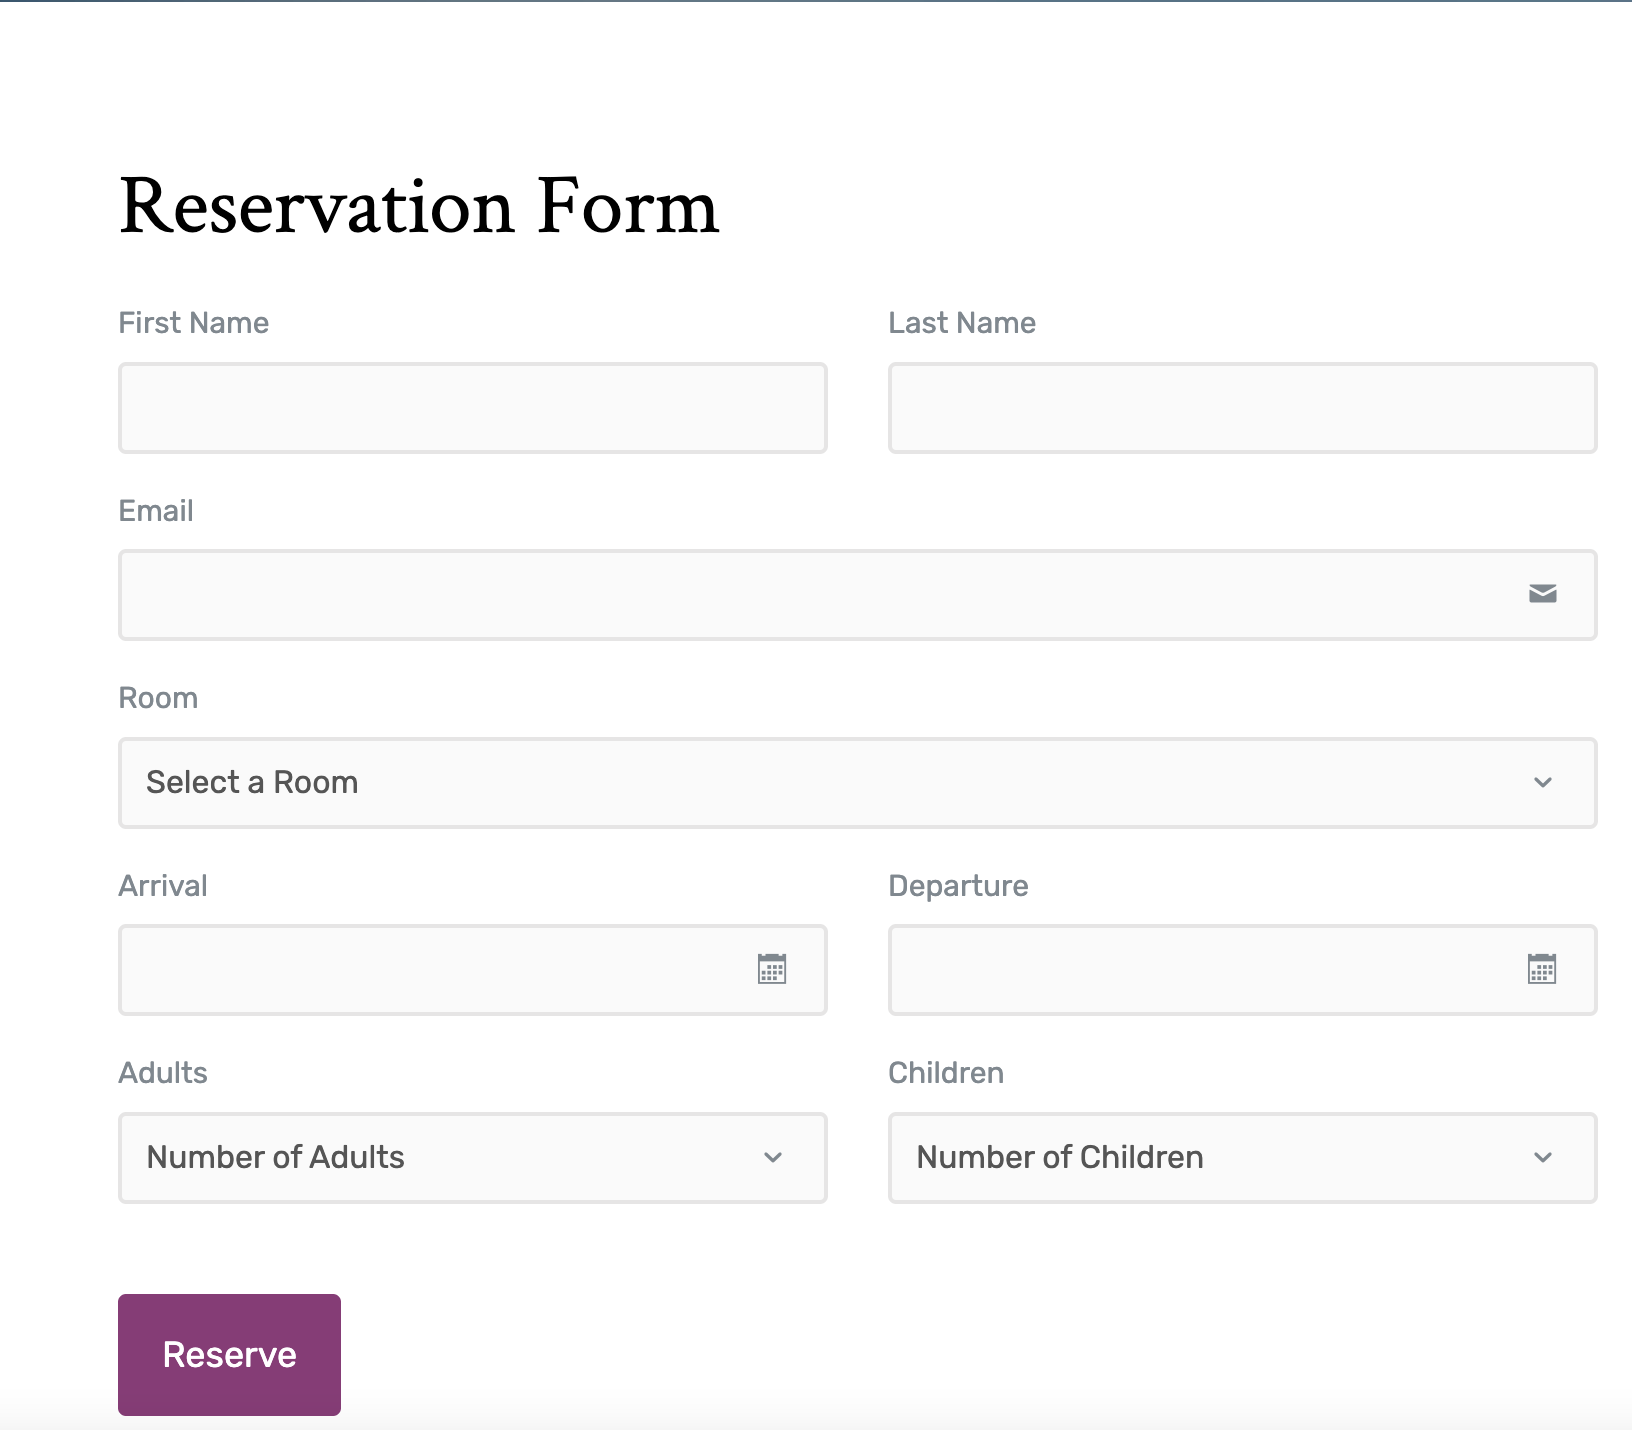 Reservation Form
First Name
Last Name
Email
Room
Select a Room
Arrival
Departure
Adults
Children
Number of Adults
Number of Children
Reserve